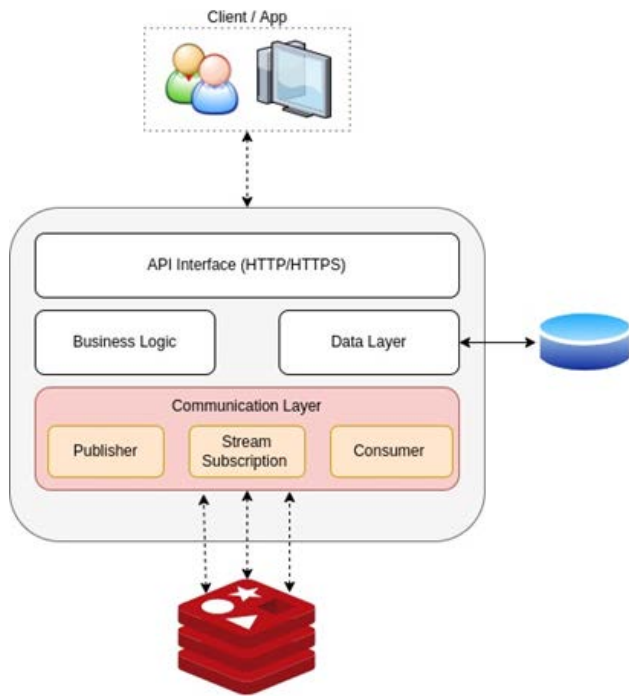 Client / App
API Interface (HTTP/HTTPS)
Business Logic
Data Layer
Communication Layer
Publisher
Stream
Subscription
Consumer